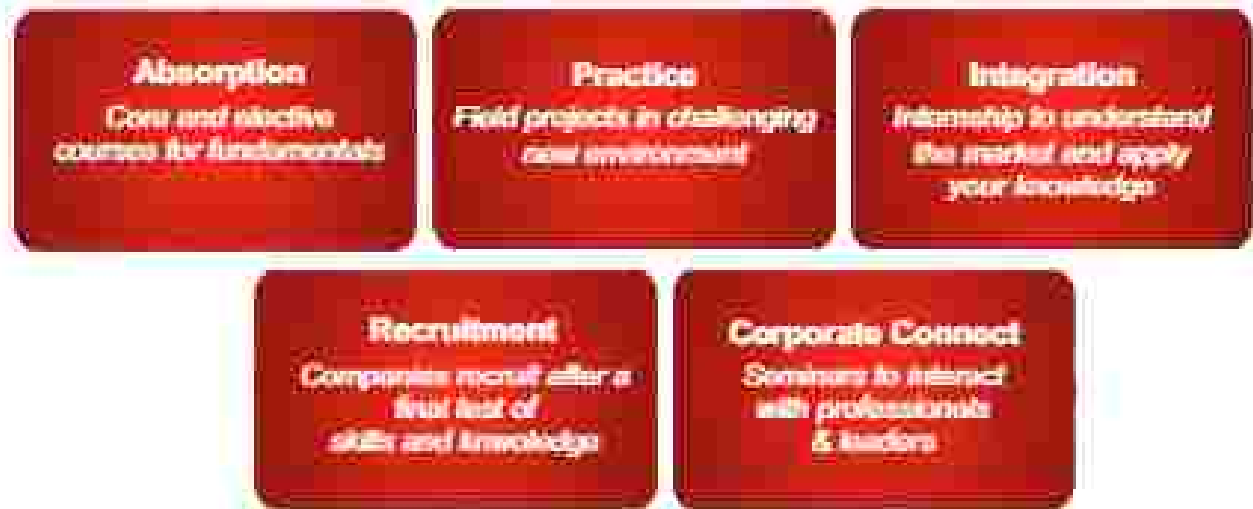 Absorption
Core and elective
courses for fundamentals
Practice
Field projects in challenging
new environment
Integration
Internship to understand
the market and apply
your knowledge
Recruitment
Companies recruit after a
final test of
skills and knwoledge
Corporate Connect
Seminars to interact
with professionals
& leaders